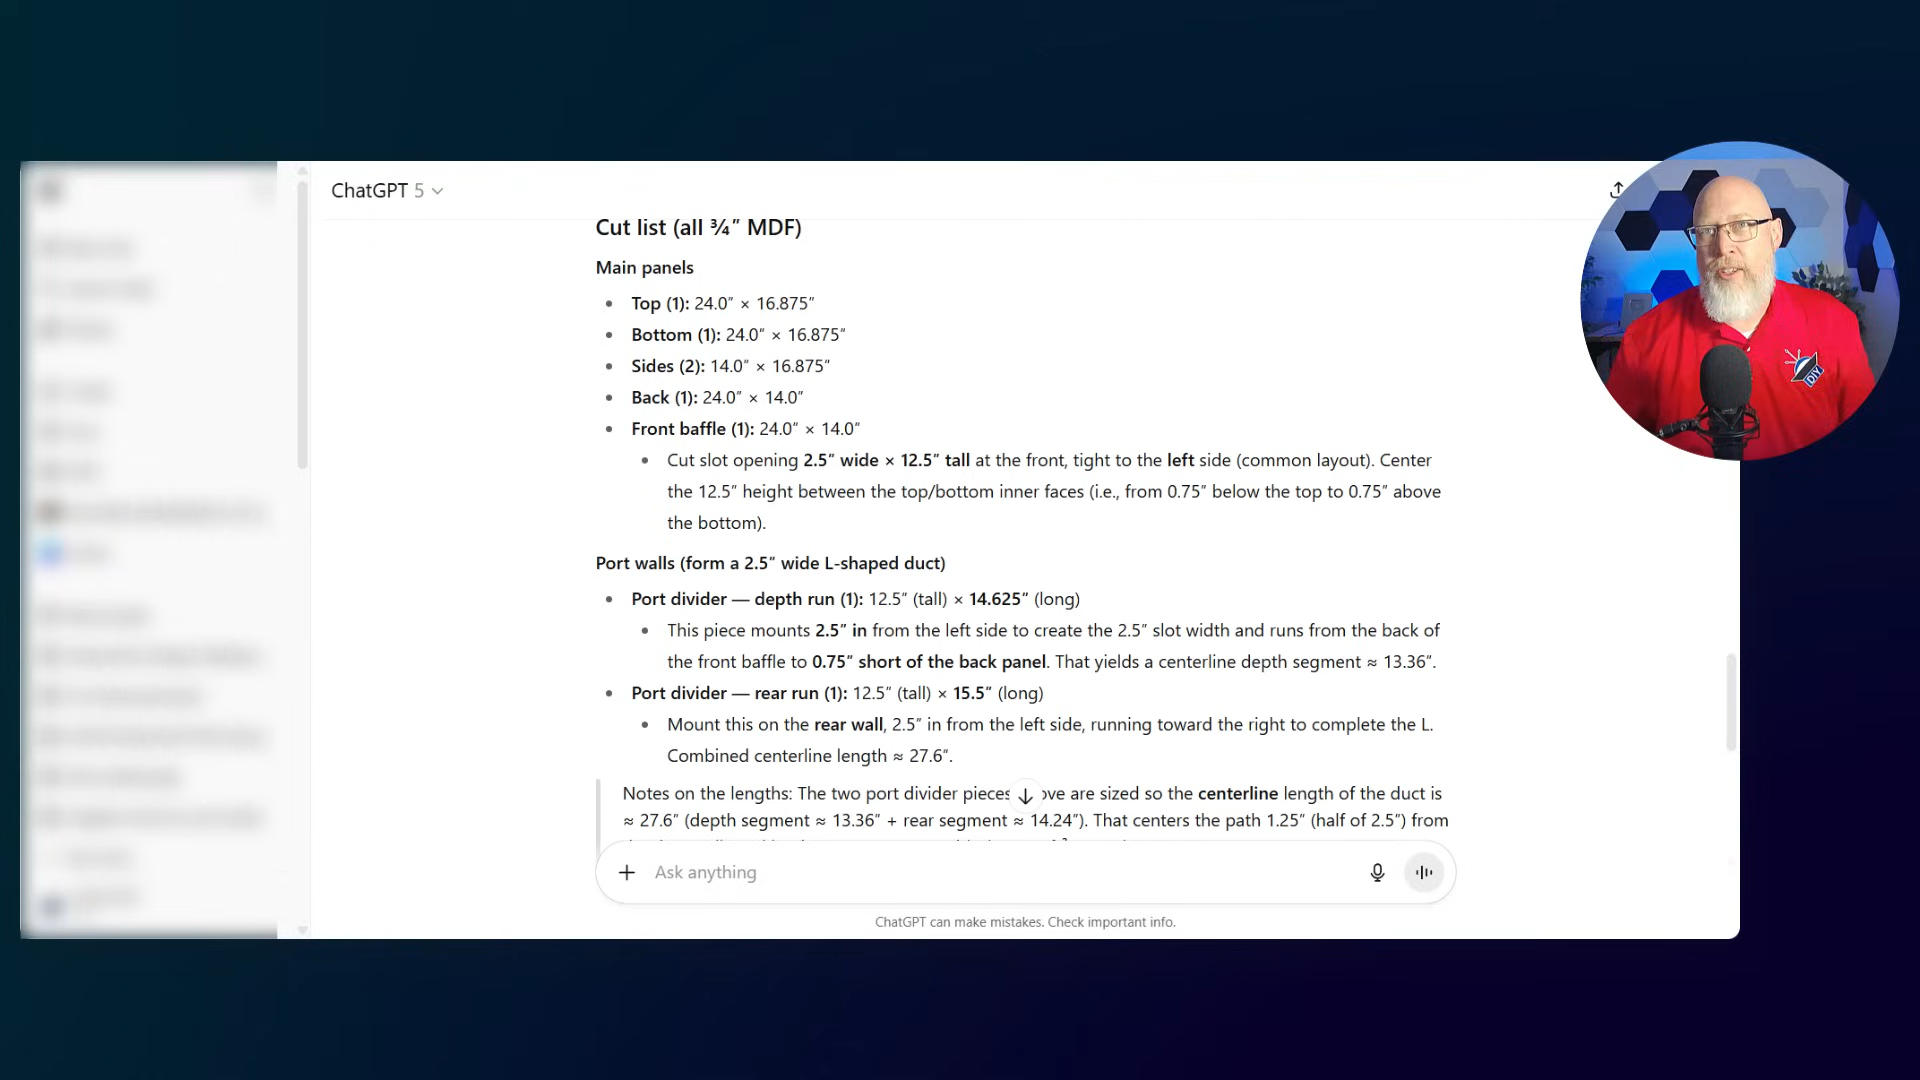 ChatGPT 5
Cut list (all ¾″ MDF)
Main panels
• Top (1): 24.0″ × 16.875″
• Bottom (1): 24.0″ × 16.875″
• Sides (2): 14.0″ × 16.875″
• Back (1): 24.0″ × 14.0″
• Front baffle (1): 24.0″ × 14.0″
• Cut slot opening 2.5″ wide × 12.5″ tall at the front, tight to the left side (common layout). Center
the 12.5″ height between the top/bottom inner faces (i.e., from 0.75″ below the top to 0.75″ above
the bottom).
Port walls (form a 2.5″ wide L-shaped duct)
• Port divider — depth run (1): 12.5″ (tall) × 14.625″ (long)
• This piece mounts 2.5″ in from the left side to create the 2.5″ slot width and runs from the back of
the front baffle to 0.75″ short of the back panel. That yields a centerline depth segment ≈ 13.36″.
• Port divider — rear run (1): 12.5″ (tall) × 15.5″ (long)
• Mount this on the rear wall, 2.5″ in from the left side, running toward the right to complete the L.
Combined centerline length ≈ 27.6″.
Notes on the lengths: The two port divider pieces ove are sized so the centerline length of the duct is
≈ 27.6″ (depth segment ≈ 13.36″ + rear segment ≈ 14.24″). That centers the path 1.25″ (half of 2.5″) from
Ask anything
ChatGPT can make mistakes. Check important info.
DIY